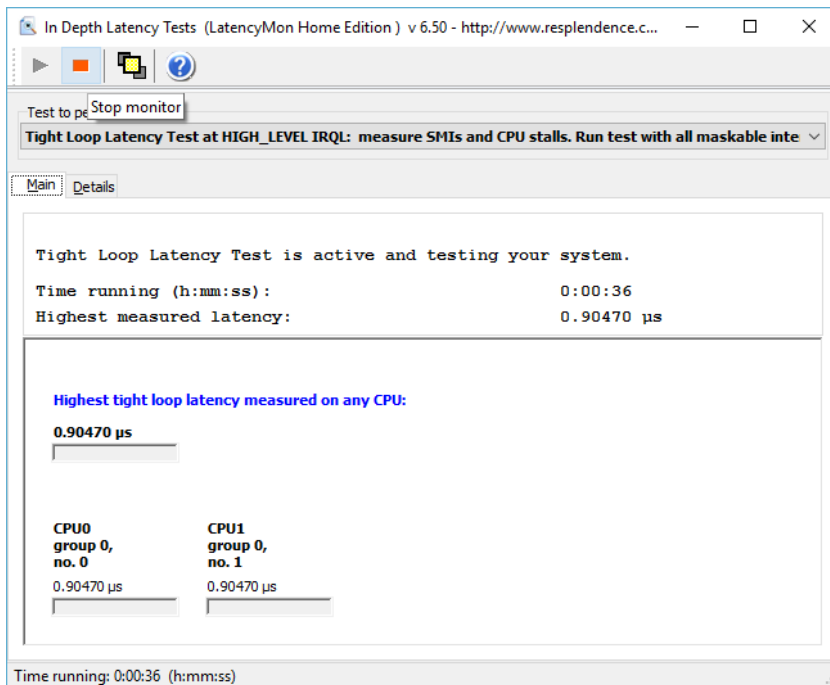 In Depth Latency Tests (LatencyMon Home Edition ) v 6.50 - http://www.resplendence.c...
Stop monitor
Test to pe
Tight Loop Latency Test at HIGH_LEVEL IRQL: measure SMIs and CPU stalls. Run test with all maskable inte
Main Details
Tight Loop Latency Test is active and testing your system.
Time running (h:mm:ss): 0:00:36
Highest measured latency: 0.90470 µs
Highest tight loop latency measured on any CPU:
0.90470 µs
CPU0 CPU1
group 0, group 0,
no. 0 no. 1
0.90470 µs 0.90470 µs
Time running: 0:00:36 (h:mm:ss)